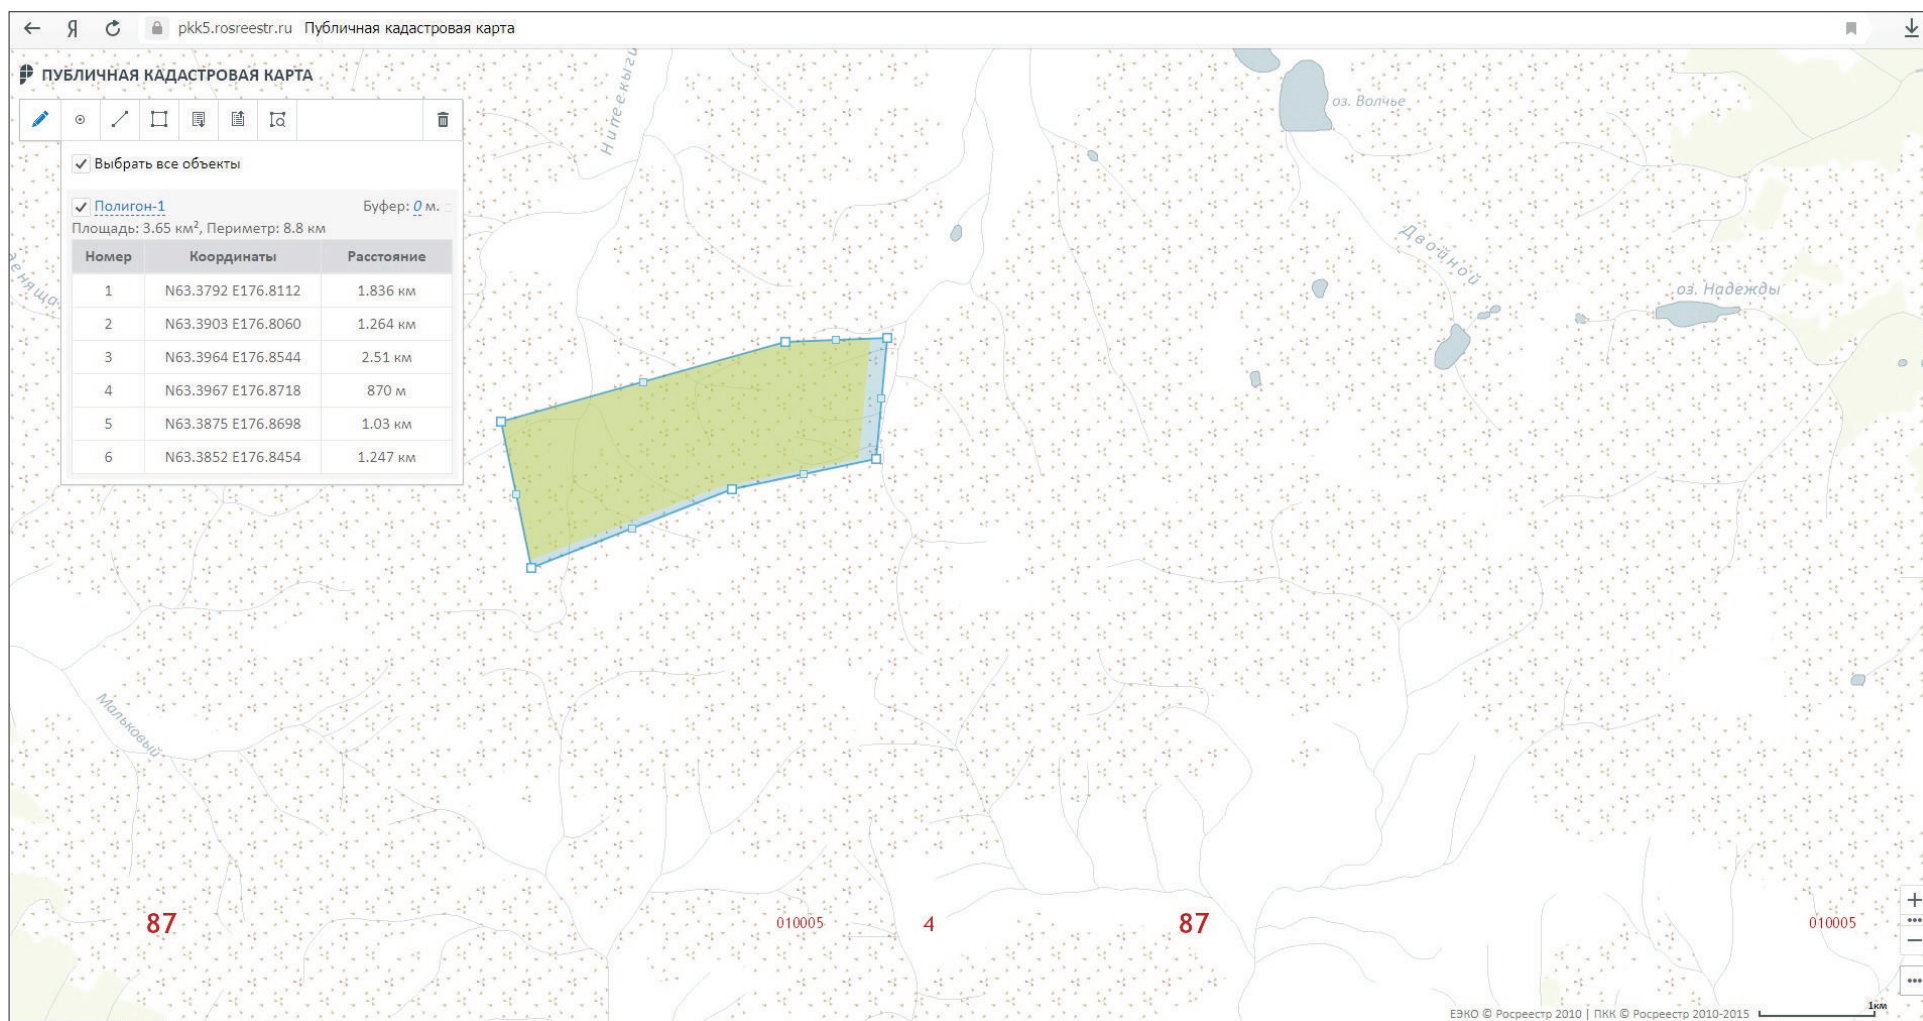 pkk5.rosreestr.ru Публичная кадастровая карта
ПУБЛИЧНАЯ КАДАСТРОВАЯ КАРТА
Выбрать все объекты
Полигон-1 Буфер: 0 м.
Площадь: 3.65 км², Периметр: 8.8 км
Номер Координаты Расстояние
1 N63.3792 E176.8112 1.836 км
2 N63.3903 E176.8060 1.264 км
3 N63.3964 E176.8544 2.51 км
4 N63.3967 E176.8718 870 м
5 N63.3875 E176.8698 1.03 км
6 N63.3852 E176.8454 1.247 км
Нипеекыги
оз. Волчье
Двойной
оз. Надежды
Мальковый
87 010005 4 87 010005
ЕЭКО © Росреестр 2010 | ПКК © Росреестр 2010-2015 1км